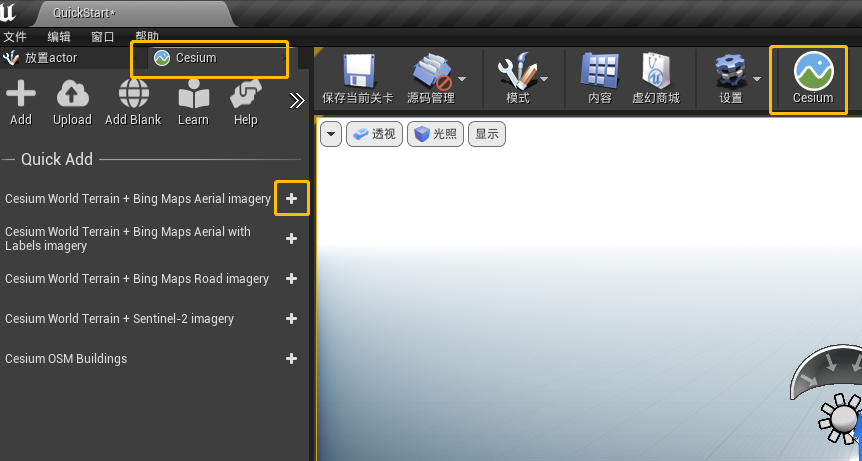 QuickStart*
文件 编辑 窗口 帮助
放置actor Cesium
Add Upload Add Blank Learn Help
保存当前关卡 源码管理 模式 内容 虚幻商城 设置 Cesium
透视 光照 显示
Quick Add
Cesium World Terrain + Bing Maps Aerial imagery
Cesium World Terrain + Bing Maps Aerial with
Labels imagery
Cesium World Terrain + Bing Maps Road imagery
Cesium World Terrain + Sentinel-2 imagery
Cesium OSM Buildings